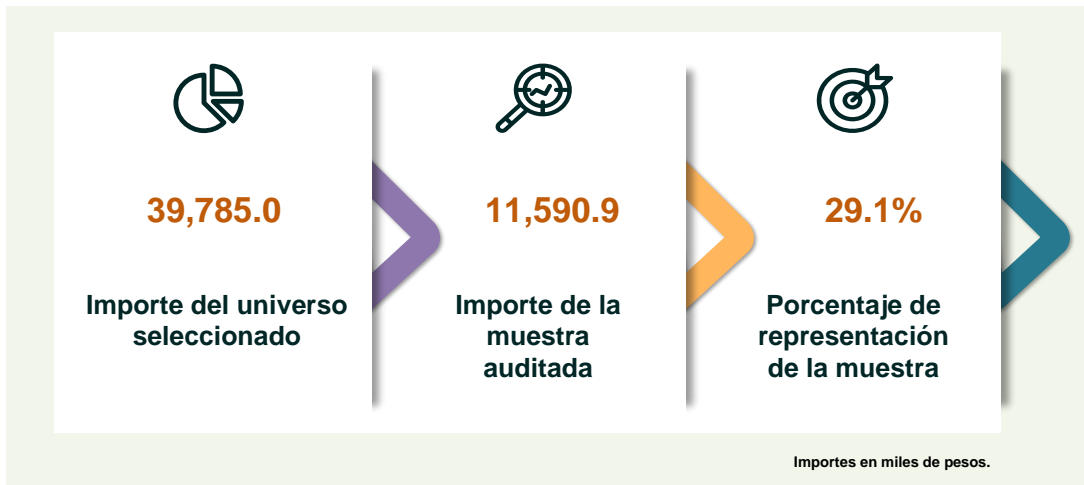 39,785.0
Importe del universo
seleccionado
11,590.9
Importe de la
muestra
auditada
29.1%
Porcentaje de
representación
de la muestra
Importes en miles de pesos.